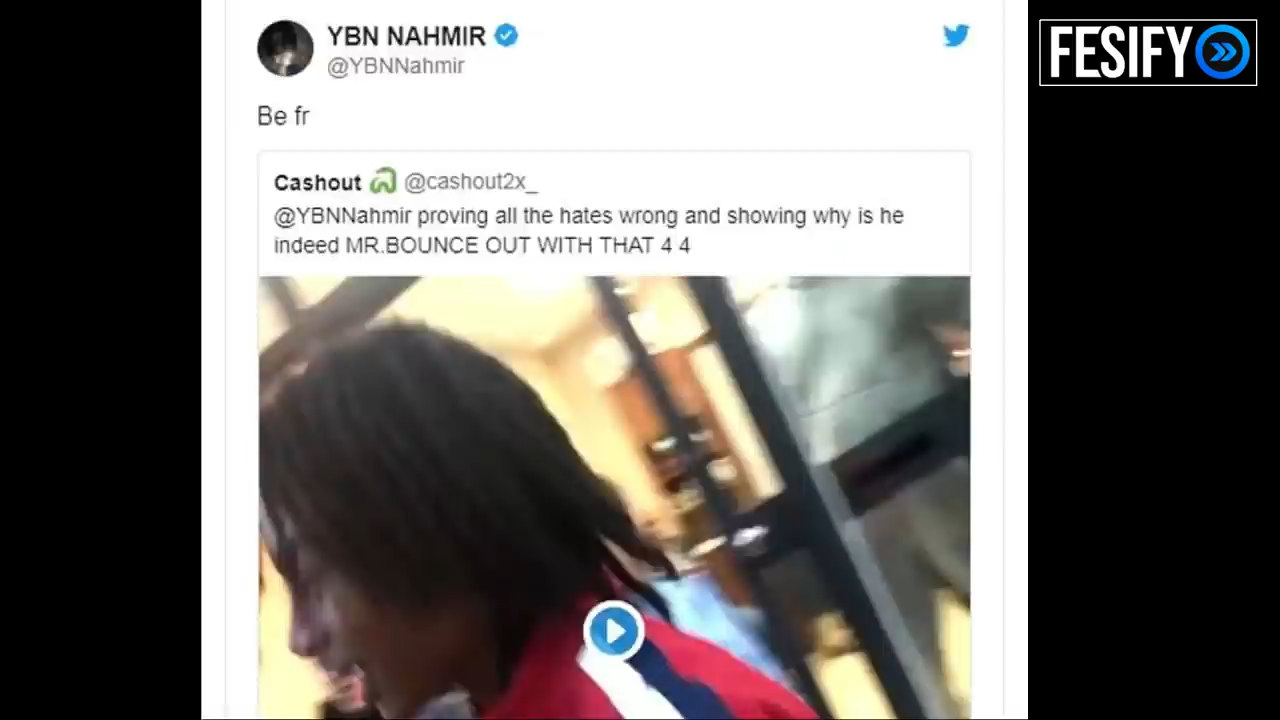 YBN NAHMIR
@YBNNahmir
Be fr
Cashout @cashout2x_
@YBNNahmir proving all the hates wrong and showing why is he
indeed MR.BOUNCE OUT WITH THAT 4 4
FESIFY